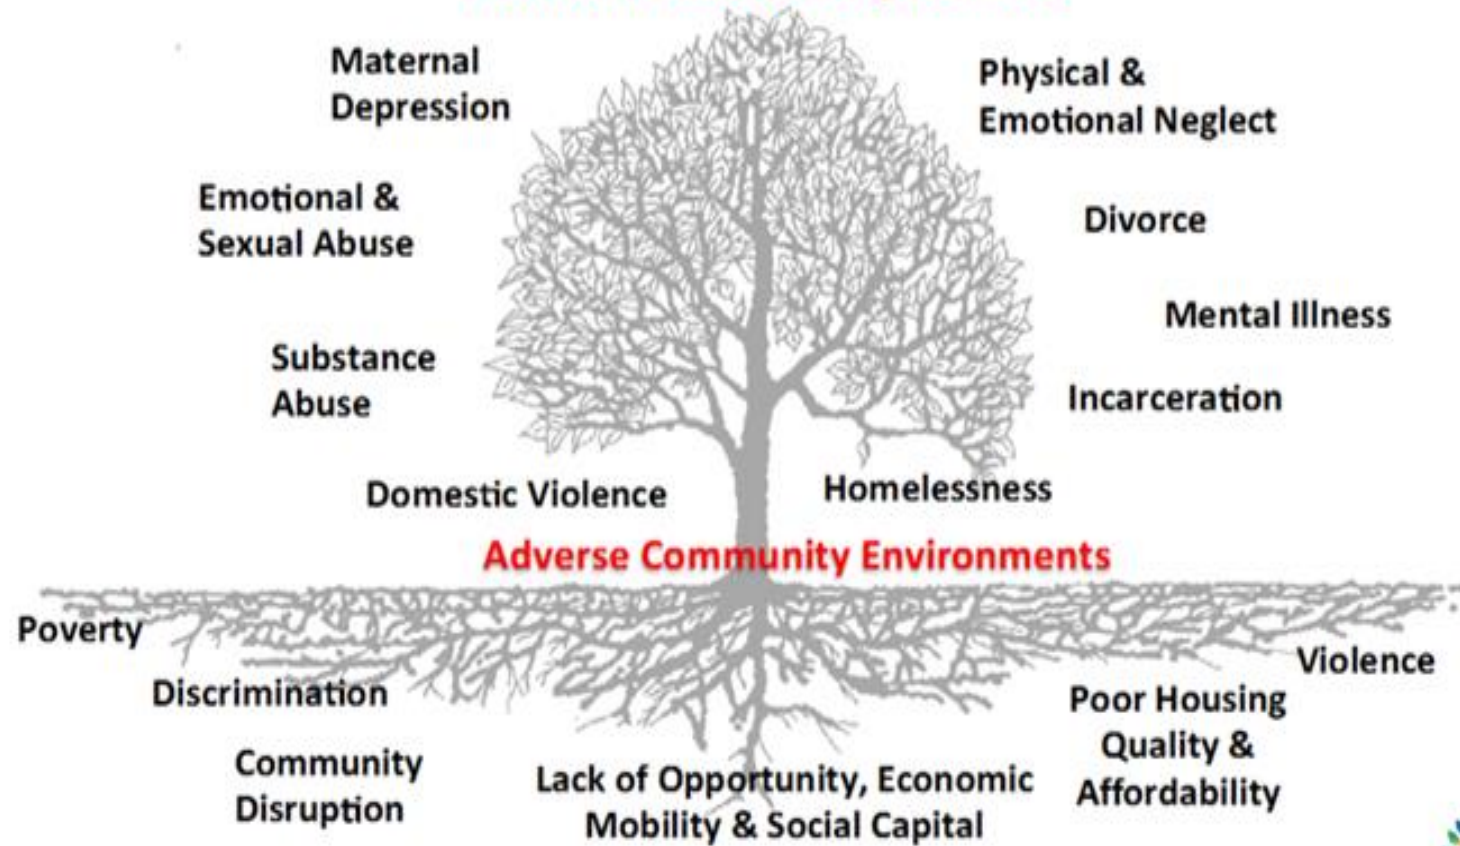 Maternal
Depression
Physical &
Emotional Neglect
Emotional &
Sexual Abuse
Divorce
Mental Illness
Substance
Abuse
Incarceration
Domestic Violence
Homelessness
Adverse Community Environments
Poverty
Violence
Discrimination
Poor Housing
Quality &
Affordability
Community
Disruption
Lack of Opportunity, Economic
Mobility & Social Capital